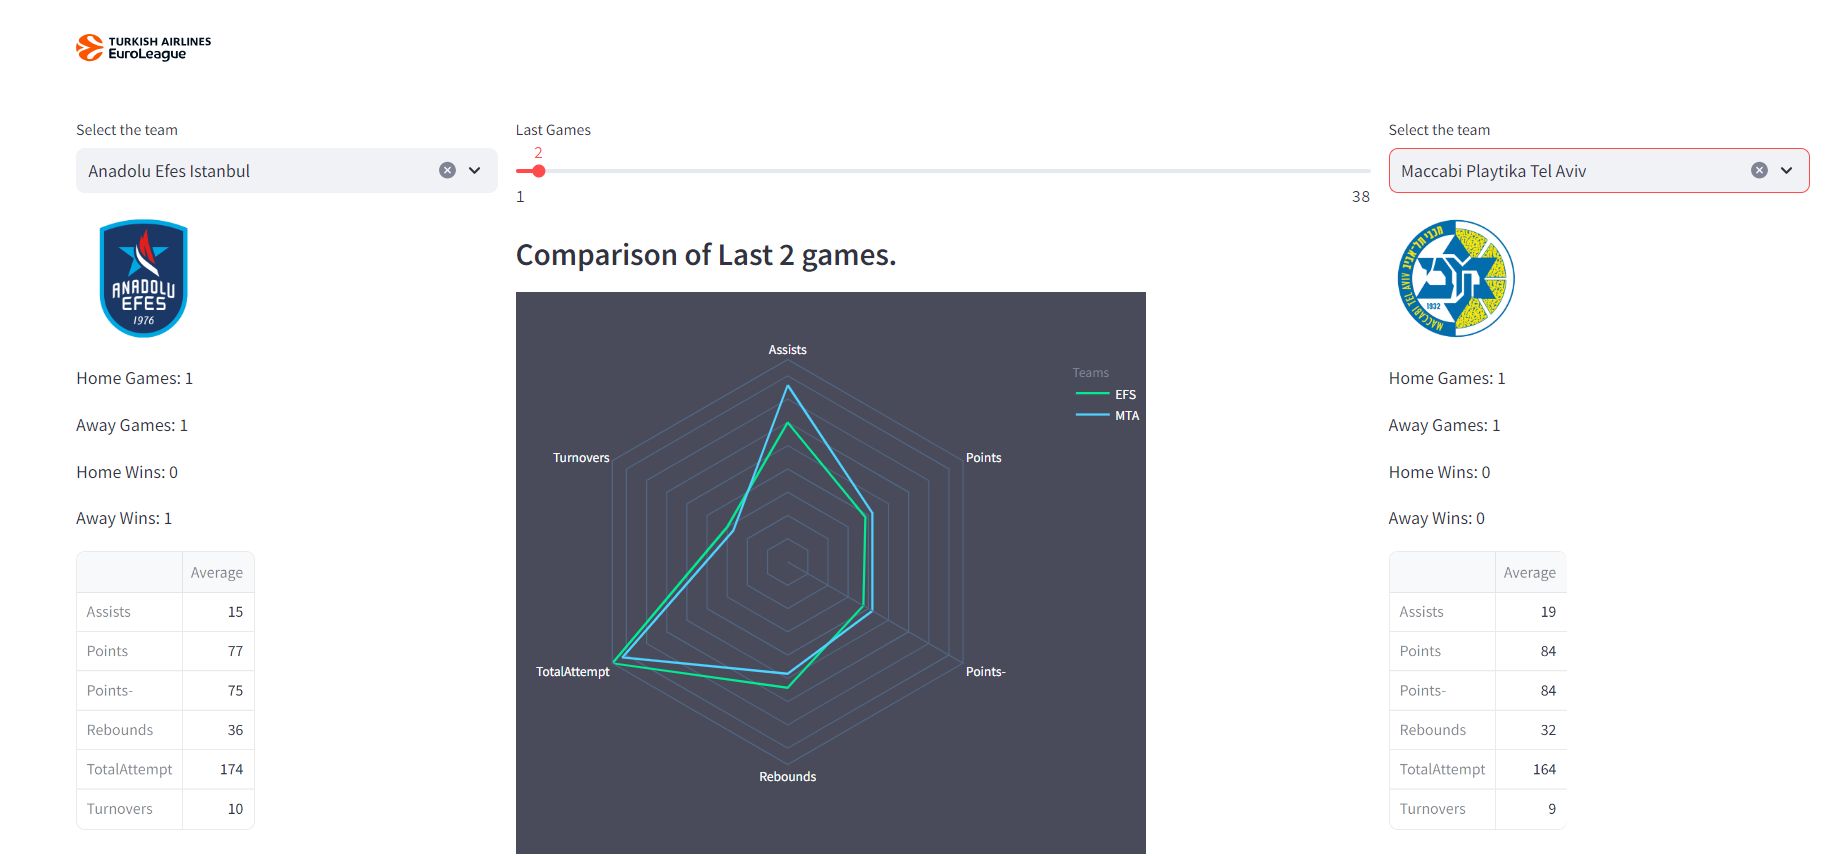 TURKISH AIRLINES
EuroLeague
Select the team
Anadolu Efes Istanbul
ANADOLU
EFES
1976
Home Games: 1
Away Games: 1
Home Wins: 0
Away Wins: 1
Average
Assists 15
Points 77
Points- 75
Rebounds 36
TotalAttempt 174
Turnovers 10
Last Games
2
1 38
Comparison of Last 2 games.
Assists
Teams
EFS
MTA
Turnovers
Points
TotalAttempt
Points-
Rebounds
Select the team
Maccabi Playtika Tel Aviv
מכבי תל-אביב
1932
MACCABI TEL AVIV
Home Games: 1
Away Games: 1
Home Wins: 0
Away Wins: 0
Average
Assists 19
Points 84
Points- 84
Rebounds 32
TotalAttempt 164
Turnovers 9